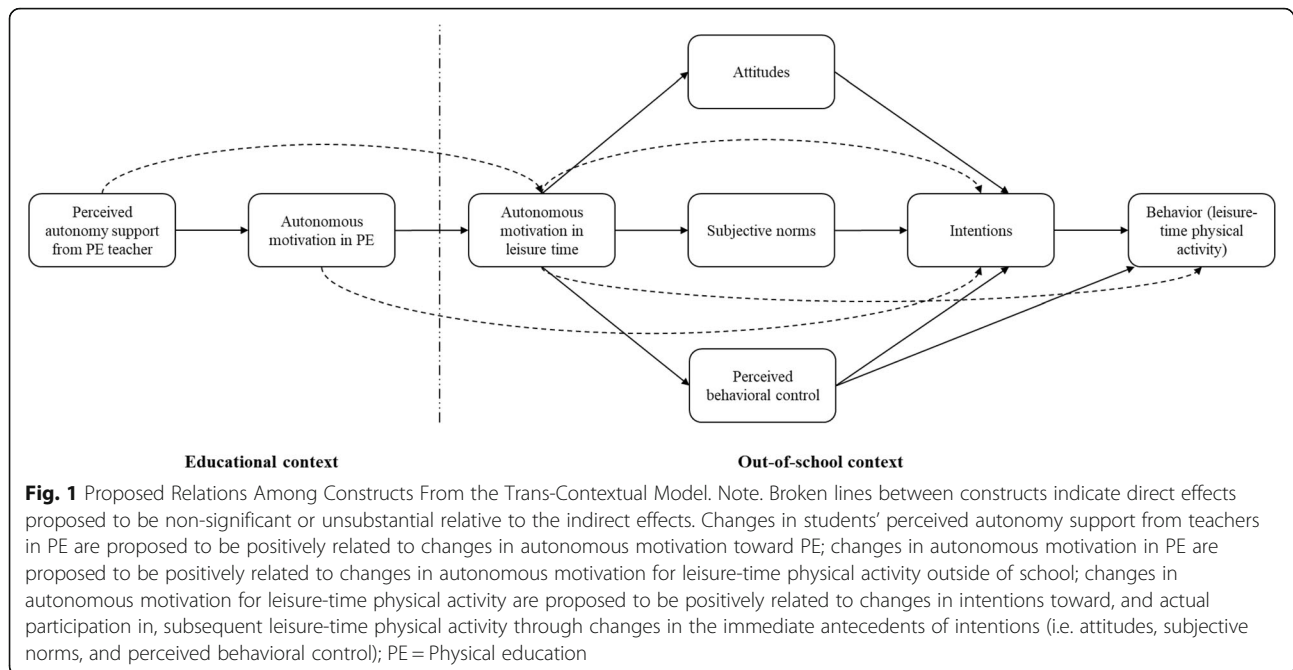 Attitudes
Perceived
autonomy support
from PE teacher
Autonomous
motivation in PE
Autonomous
motivation in
leisure time
Subjective norms
Intentions
Behavior (leisure-
time physical
activity)
Perceived
behavioral control
Educational context
Out-of-school context
Fig. 1 Proposed Relations Among Constructs From the Trans-Contextual Model. Note. Broken lines between constructs indicate direct effects
proposed to be non-significant or unsubstantial relative to the indirect effects. Changes in students’ perceived autonomy support from teachers
in PE are proposed to be positively related to changes in autonomous motivation toward PE; changes in autonomous motivation in PE are
proposed to be positively related to changes in autonomous motivation for leisure-time physical activity outside of school; changes in
autonomous motivation for leisure-time physical activity are proposed to be positively related to changes in intentions toward, and actual
participation in, subsequent leisure-time physical activity through changes in the immediate antecedents of intentions (i.e. attitudes, subjective
norms, and perceived behavioral control); PE = Physical education